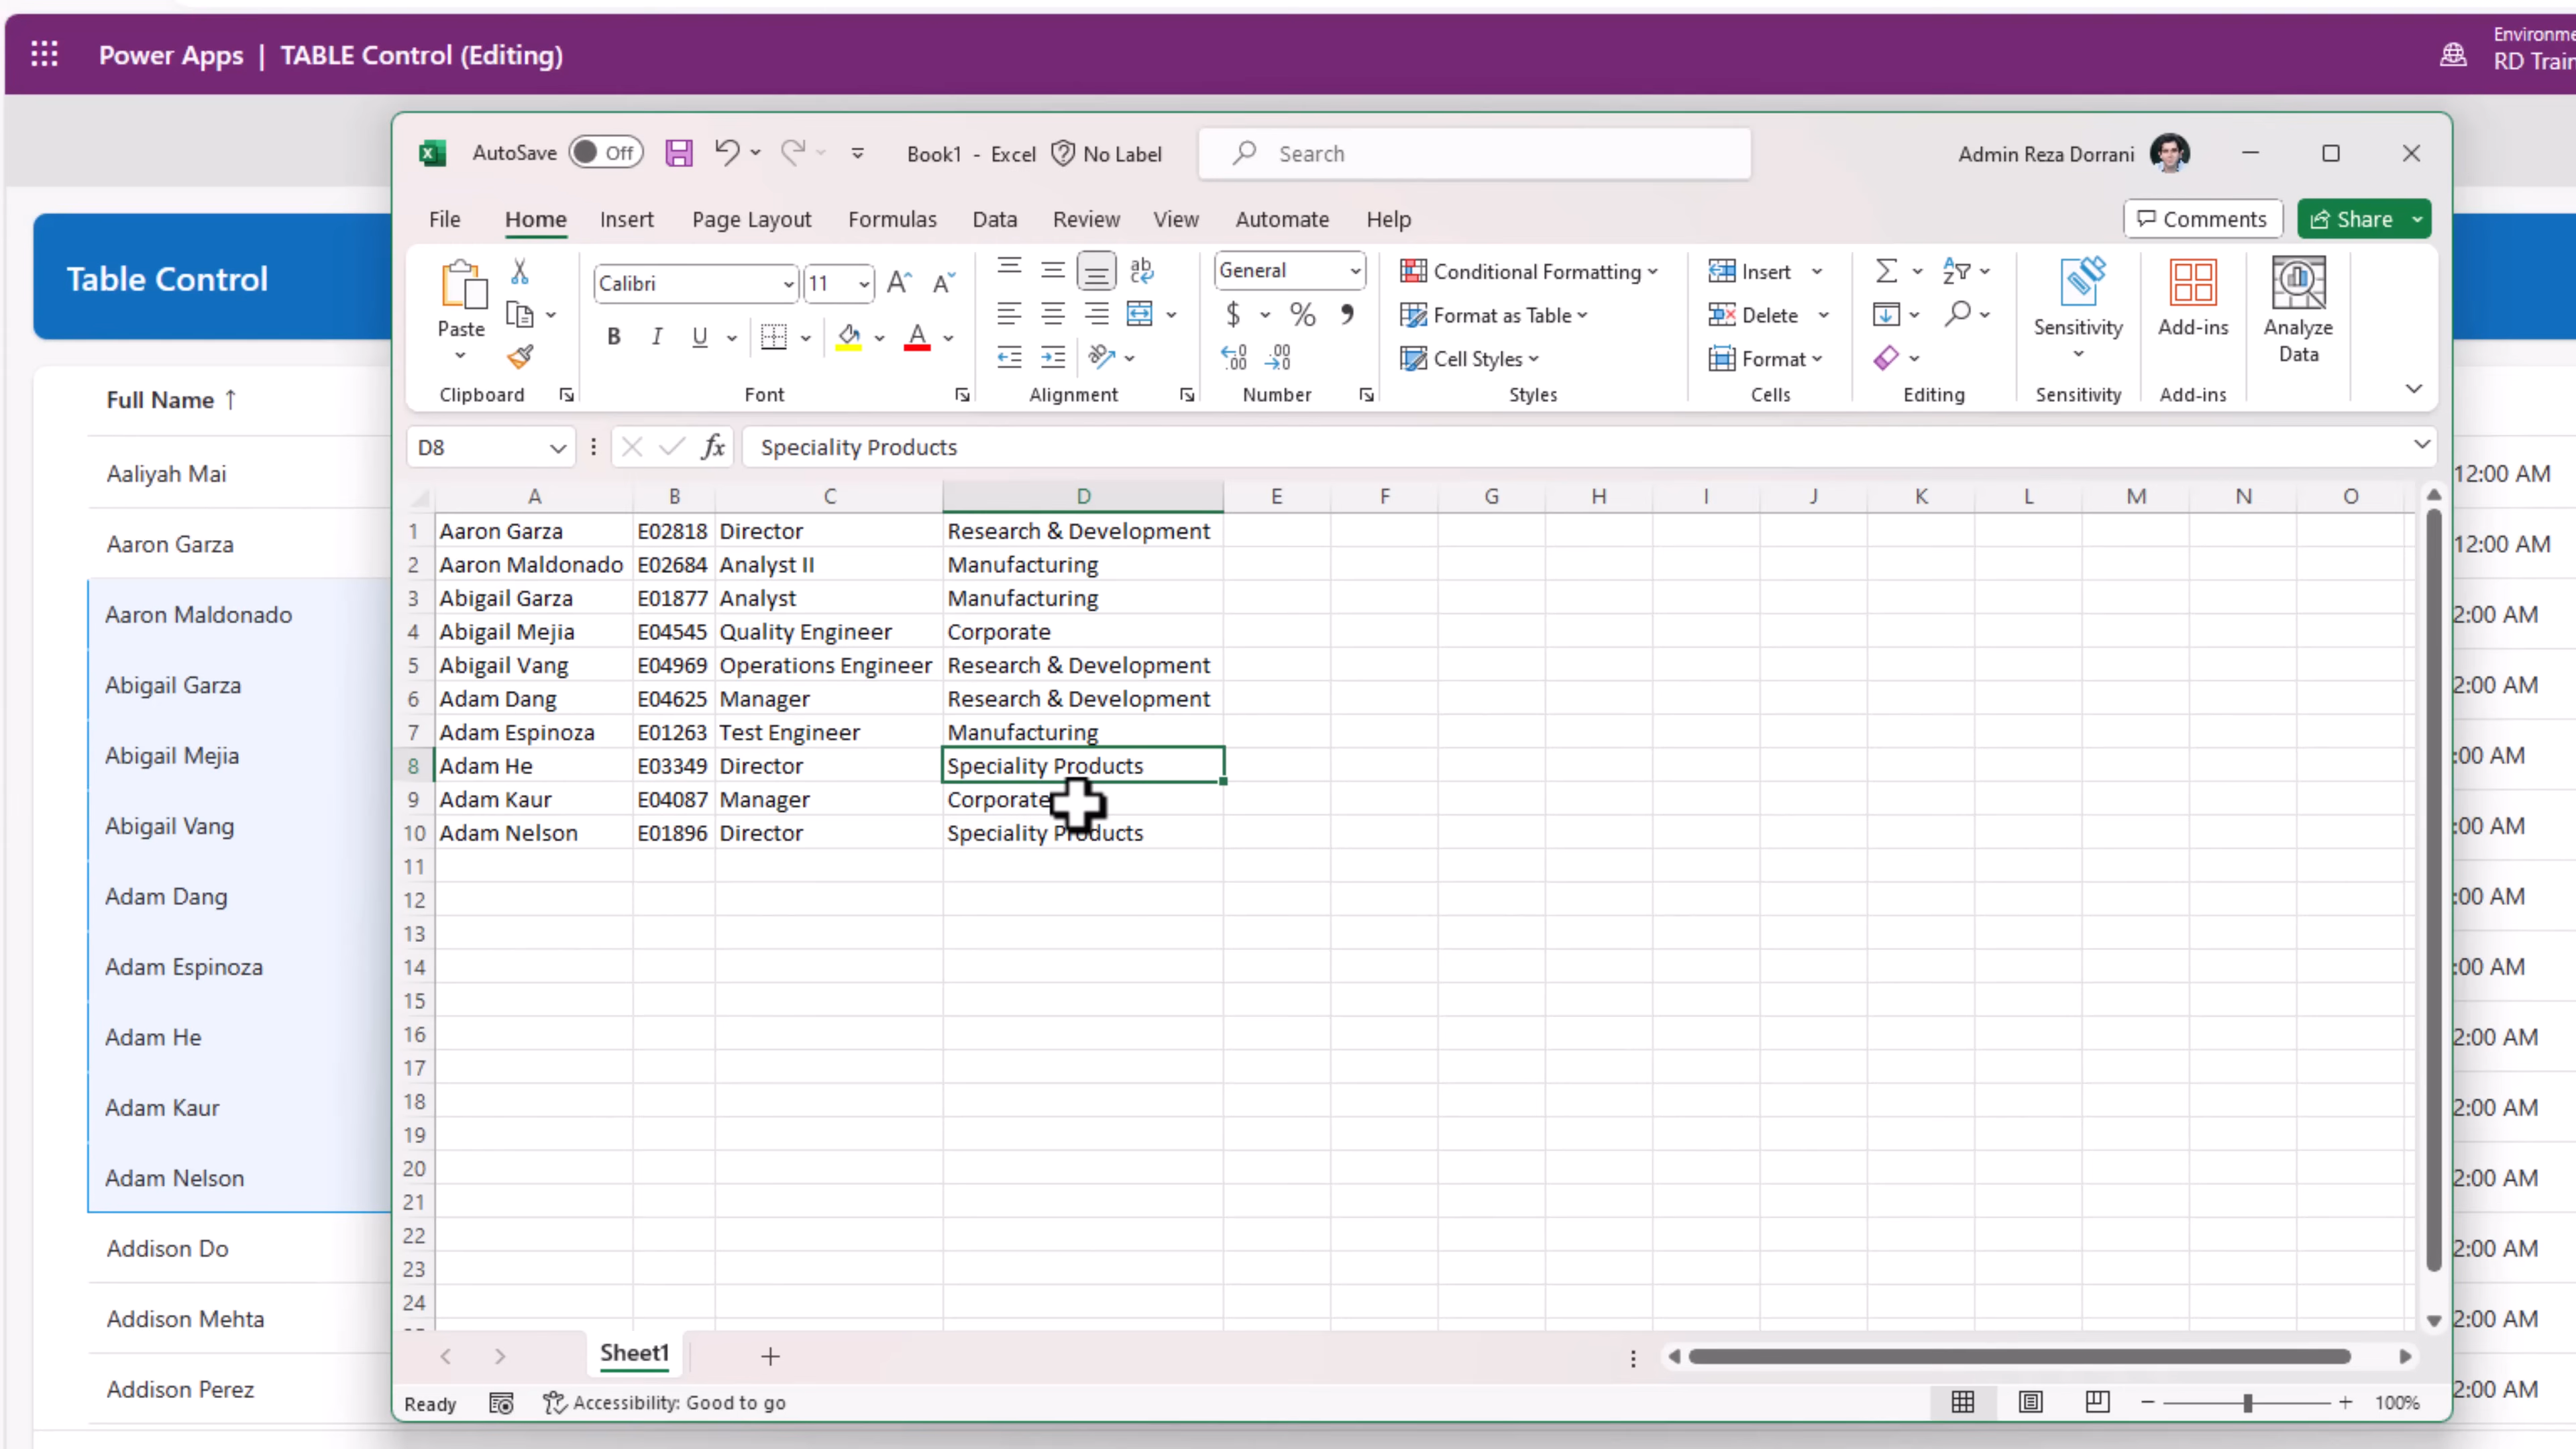 Power Apps | TABLE Control (Editing)
Environme
RD Train
Table Control
Full Name ↑
Aaliyah Mai
Aaron Garza
Aaron Maldonado
Abigail Garza
Abigail Mejia
Abigail Vang
Adam Dang
Adam Espinoza
Adam He
Adam Kaur
Adam Nelson
Addison Do
Addison Mehta
Addison Perez
AutoSave Off Book1 - Excel No Label Search Admin Reza Dorrani
File Home Insert Page Layout Formulas Data Review View Automate Help Comments Share
Paste
Clipboard
Calibri 11
B I U A
Font
ab
Alignment
General
$ % 9
Number
Conditional Formatting
Format as Table
Cell Styles
Styles
Insert
Delete
Format
Cells
Editing
Sensitivity
Sensitivity
Add-ins
Add-ins
Analyze
Data
D8 fx Speciality Products
A B C D E F G H I J K L M N O
1 Aaron Garza E02818 Director Research & Development
2 Aaron Maldonado E02684 Analyst II Manufacturing
3 Abigail Garza E01877 Analyst Manufacturing
4 Abigail Mejia E04545 Quality Engineer Corporate
5 Abigail Vang E04969 Operations Engineer Research & Development
6 Adam Dang E04625 Manager Research & Development
7 Adam Espinoza E01263 Test Engineer Manufacturing
8 Adam He E03349 Director Speciality Products
9 Adam Kaur E04087 Manager Corporate
10 Adam Nelson E01896 Director Speciality Products
11
12
13
14
15
16
17
18
19
20
21
22
23
24
Sheet1
Ready Accessibility: Good to go 100%
12:00 AM
12:00 AM
2:00 AM
2:00 AM
:00 AM
:00 AM
:00 AM
:00 AM
2:00 AM
2:00 AM
2:00 AM
2:00 AM
2:00 AM
2:00 AM